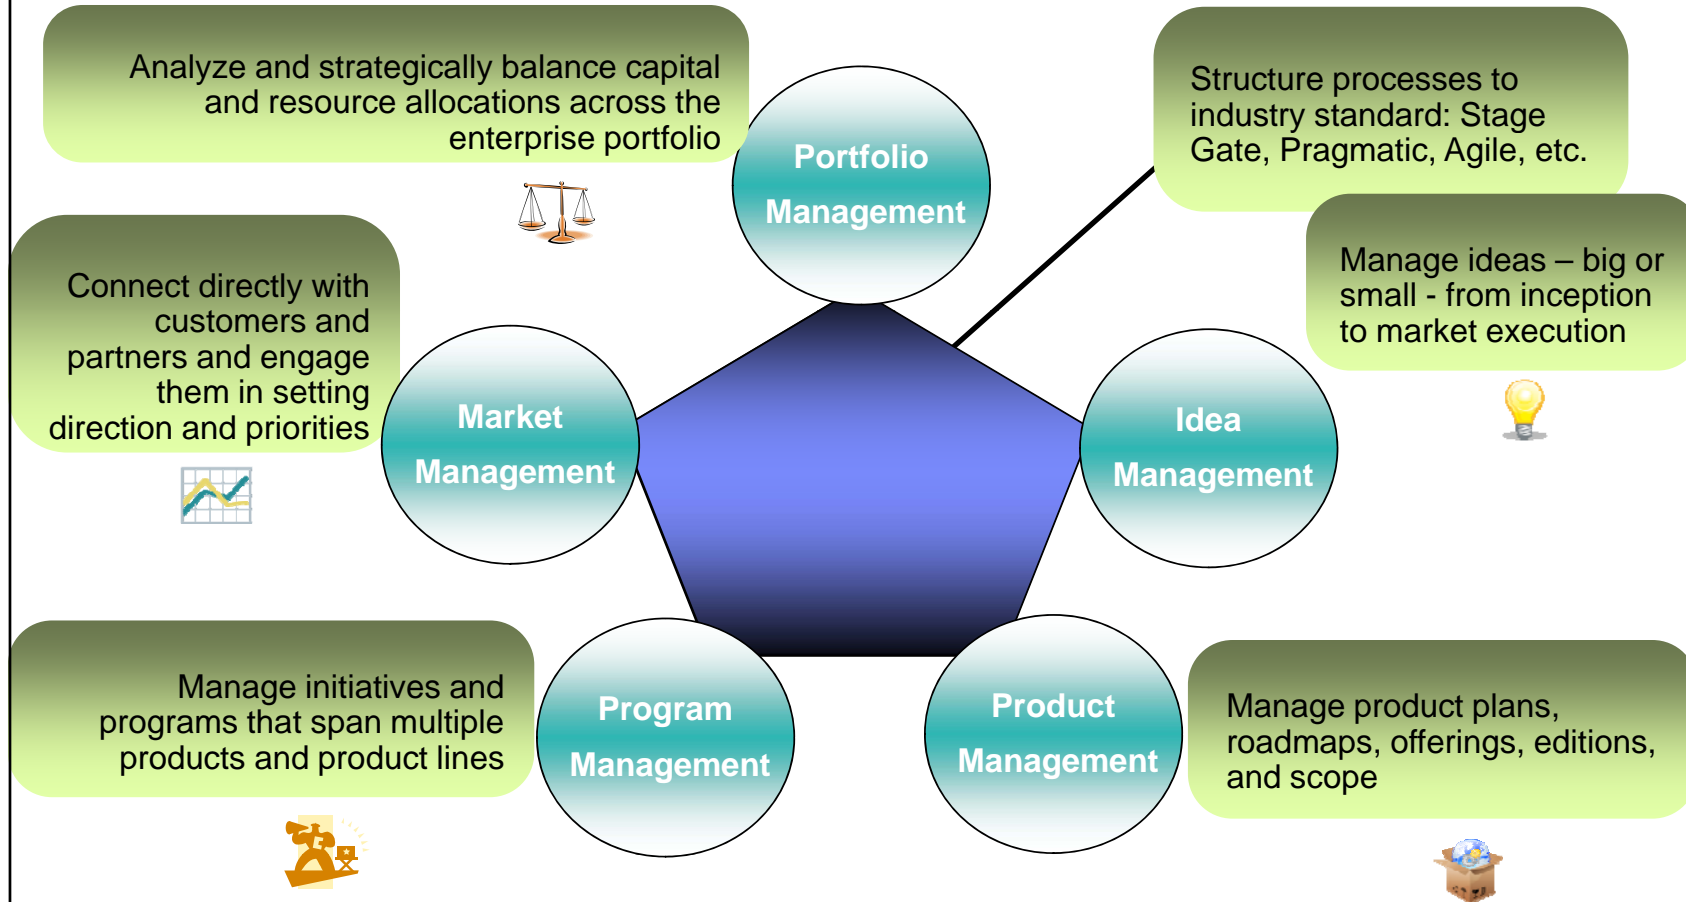 Analyze and strategically balance capital
and resource allocations across the
enterprise portfolio
Portfolio
Management
Structure processes to
industry standard: Stage
Gate, Pragmatic, Agile, etc.
Manage ideas – big or
small - from inception
to market execution
Connect directly with
customers and
partners and engage
them in setting
direction and priorities
Market
Management
Idea
Management
Manage initiatives and
programs that span multiple
products and product lines
Program
Management
Product
Management
Manage product plans,
roadmaps, offerings, editions,
and scope